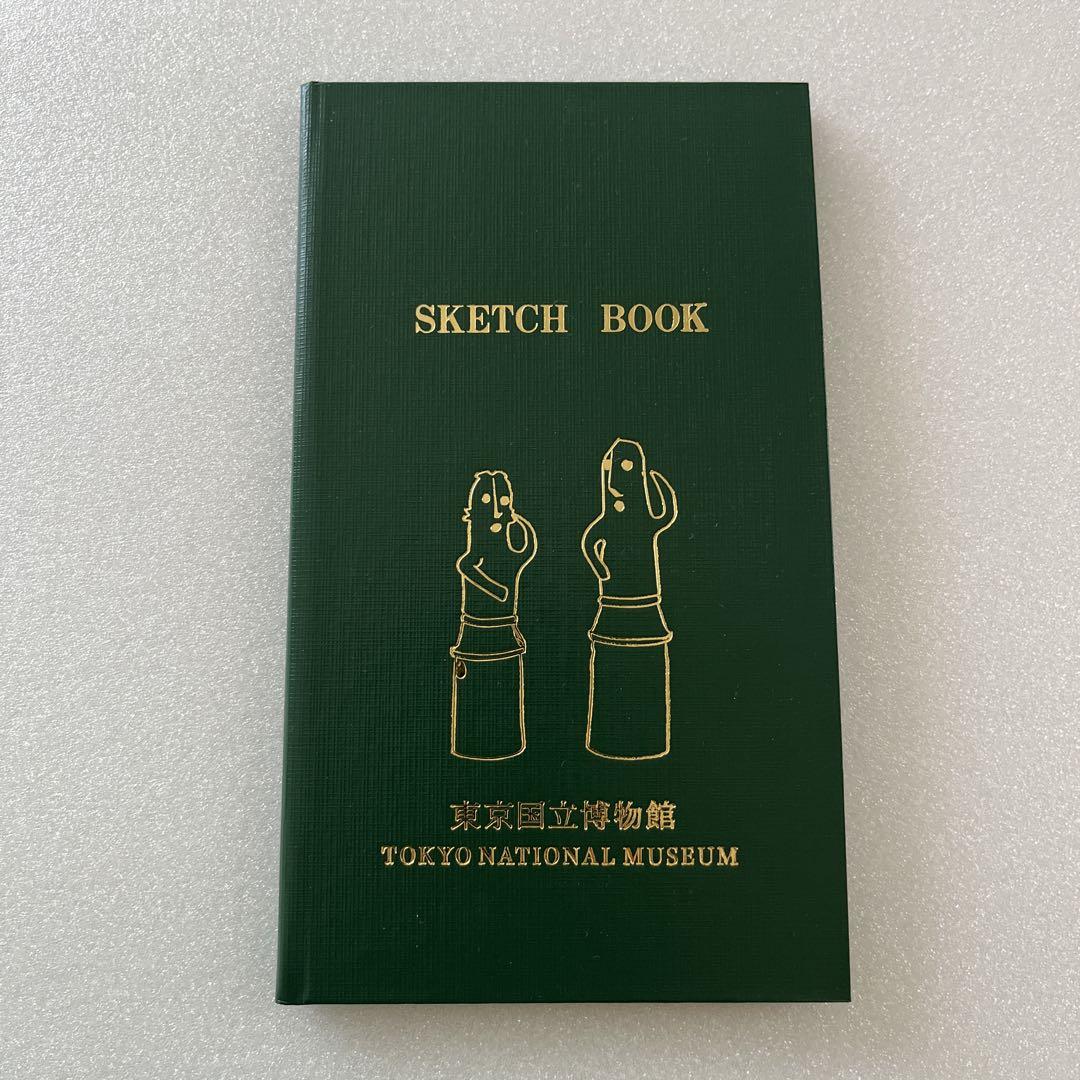 SKETCH BOOK
東京国立博物館
TOKYO NATIONAL MUSEUM